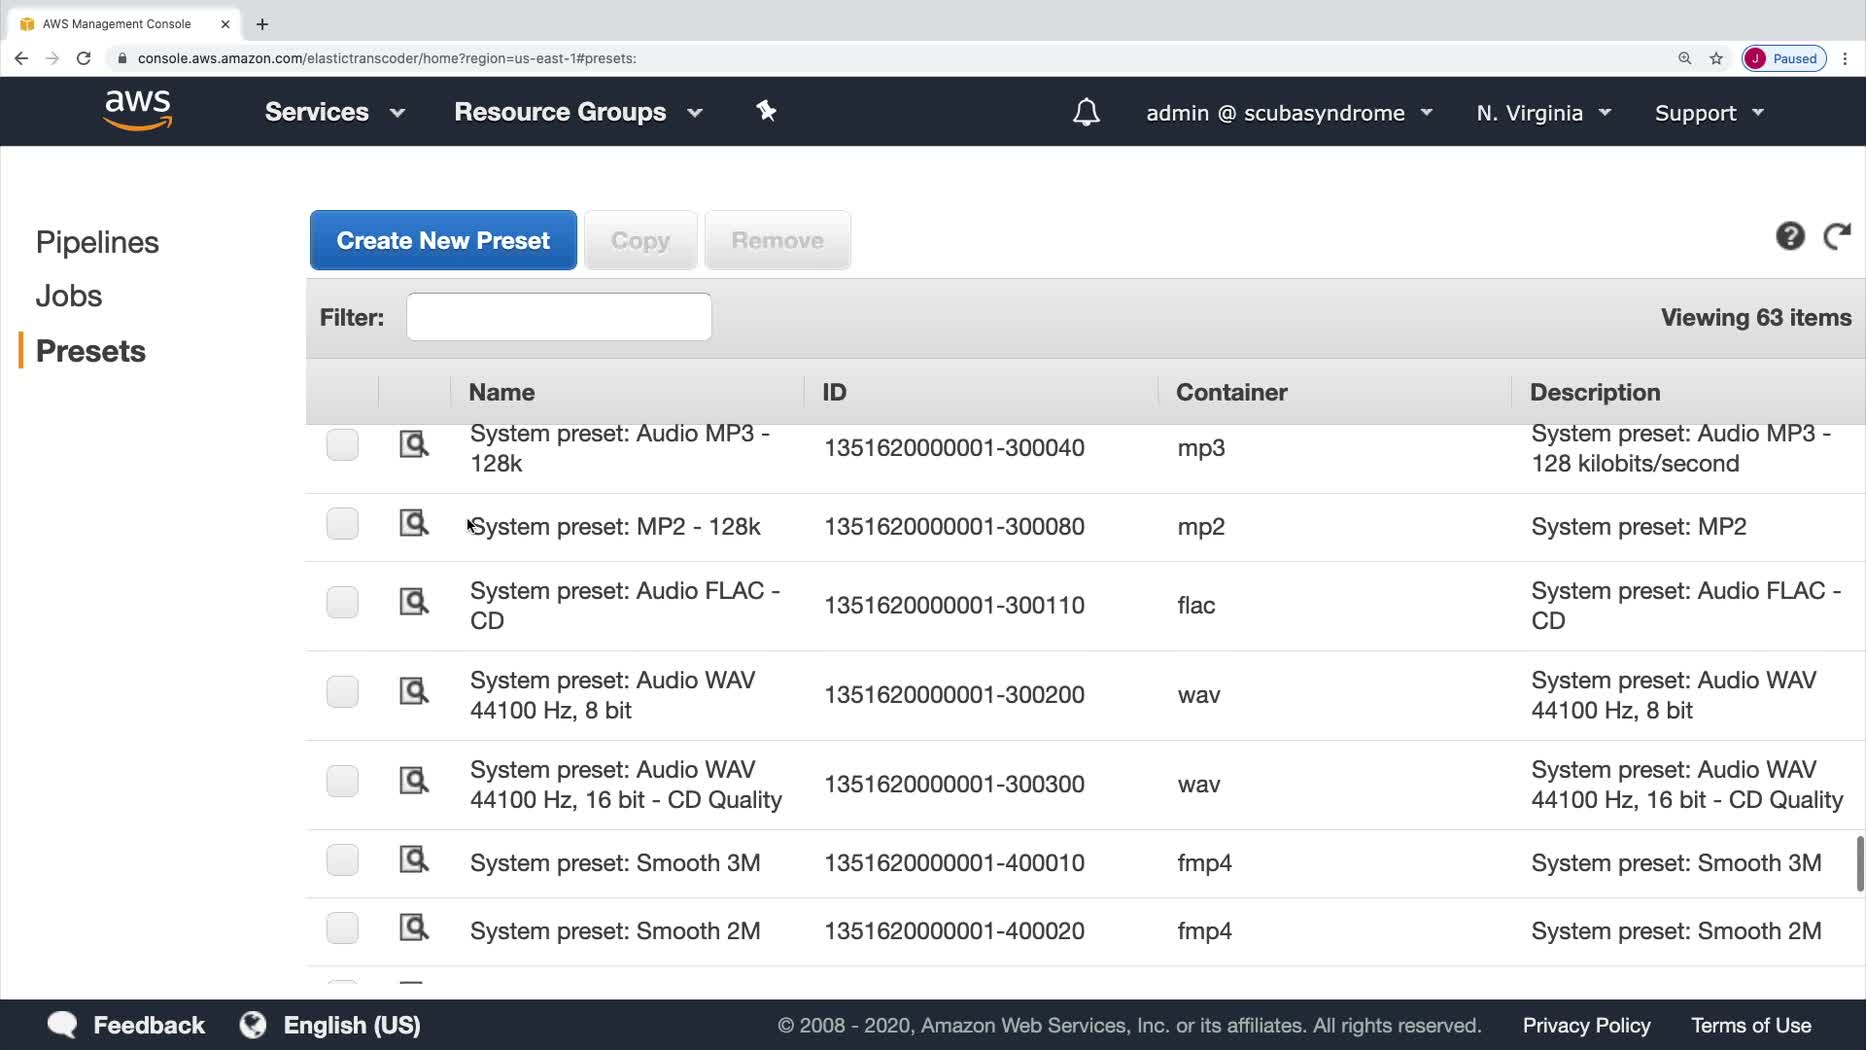 AWS Management Console
console.aws.amazon.com/elastictranscoder/home?region=us-east-1#presets:
J Paused
aws Services Resource Groups admin @ scubasyndrome N. Virginia Support
Pipelines
Jobs
Presets
Create New Preset Copy Remove
Filter: Viewing 63 items
Name ID Container Description
System preset: Audio MP3 -
128k
1351620000001-300040
mp3
System preset: Audio MP3 -
128 kilobits/second
System preset: MP2 - 128k 1351620000001-300080 mp2 System preset: MP2
System preset: Audio FLAC -
CD
1351620000001-300110
flac
System preset: Audio FLAC -
CD
System preset: Audio WAV
44100 Hz, 8 bit
1351620000001-300200
wav
System preset: Audio WAV
44100 Hz, 8 bit
System preset: Audio WAV
44100 Hz, 16 bit - CD Quality
1351620000001-300300
wav
System preset: Audio WAV
44100 Hz, 16 bit - CD Quality
System preset: Smooth 3M 1351620000001-400010 fmp4 System preset: Smooth 3M
System preset: Smooth 2M 1351620000001-400020 fmp4 System preset: Smooth 2M
Feedback English (US) © 2008 - 2020, Amazon Web Services, Inc. or its affiliates. All rights reserved. Privacy Policy Terms of Use